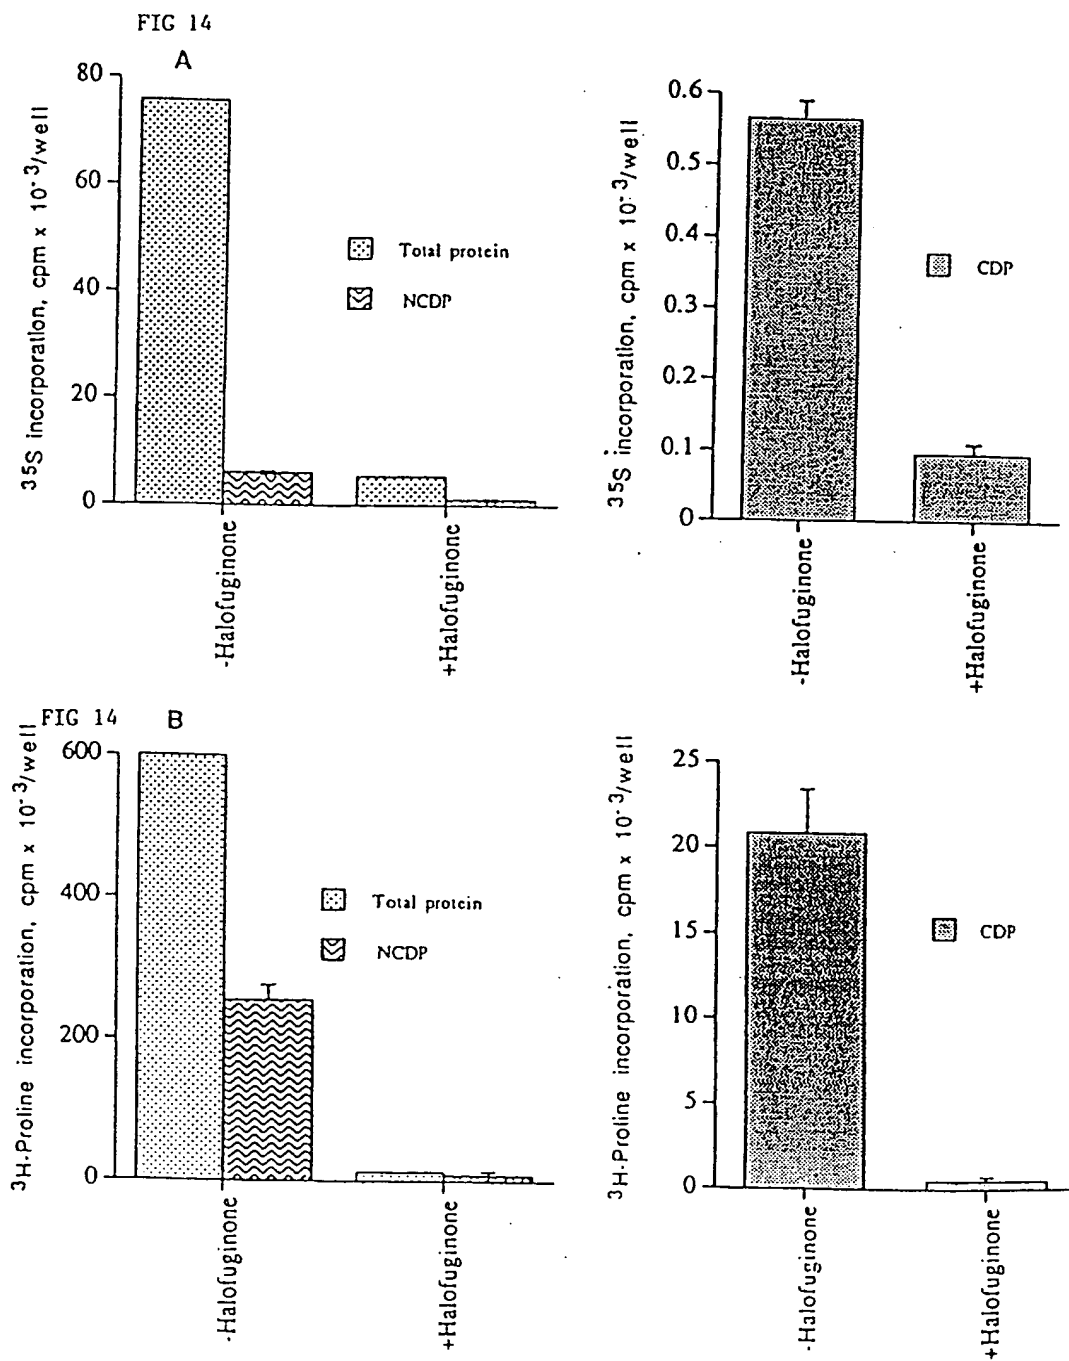 FIG 14
A
80
60
40
20
0
35S incorporation, cpm x 10-3/well
Total protein
NCDP
-Halofuginone
+Halofuginone
0.6
0.5
0.4
0.3
0.2
0.1
0
35S incorporation, cpm x 10-3/well
CDP
-Halofuginone
+Halofuginone
FIG 14
B
600
400
200
0
3H-Proline incorporation, cpm x 10-3/well
Total protein
NCDP
-Halofuginone
+Halofuginone
25
20
15
10
5
0
3H-Proline incorporation, cpm x 10-3/well
CDP
-Halofuginone
+Halofuginone